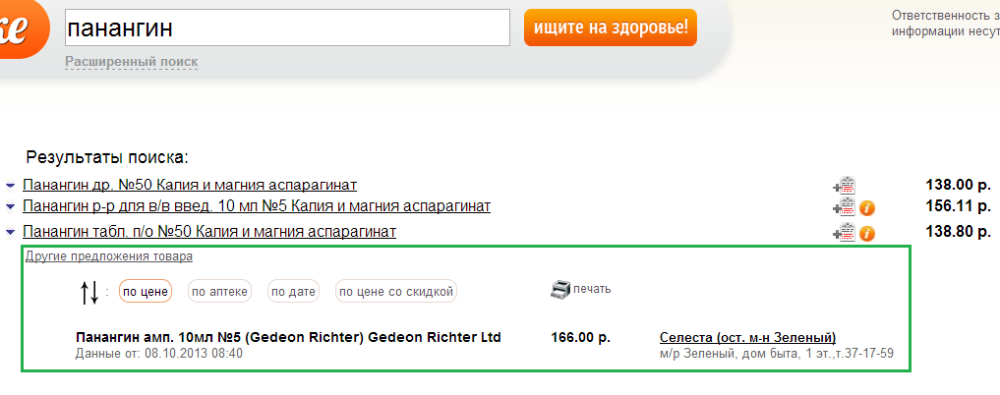 ке
панангин
ищите на здоровье!
Ответственность з
информации несут
Расширенный поиск
Результаты поиска:
Панангин др. №50 Калия и магния аспарагинат 138.00 р.
Панангин р-р для в/в введ. 10 мл №5 Калия и магния аспарагинат 156.11 р.
Панангин табл. п/о №50 Калия и магния аспарагинат 138.80 р.
Другие предложения товара
: по цене по аптеке по дате по цене со скидкой печать
Панангин амп. 10мл №5 (Gedeon Richter) Gedeon Richter Ltd 166.00 р. Селеста (ост. м-н Зеленый)
Данные от: 08.10.2013 08:40 м/р Зеленый, дом быта, 1 эт.,т.37-17-59